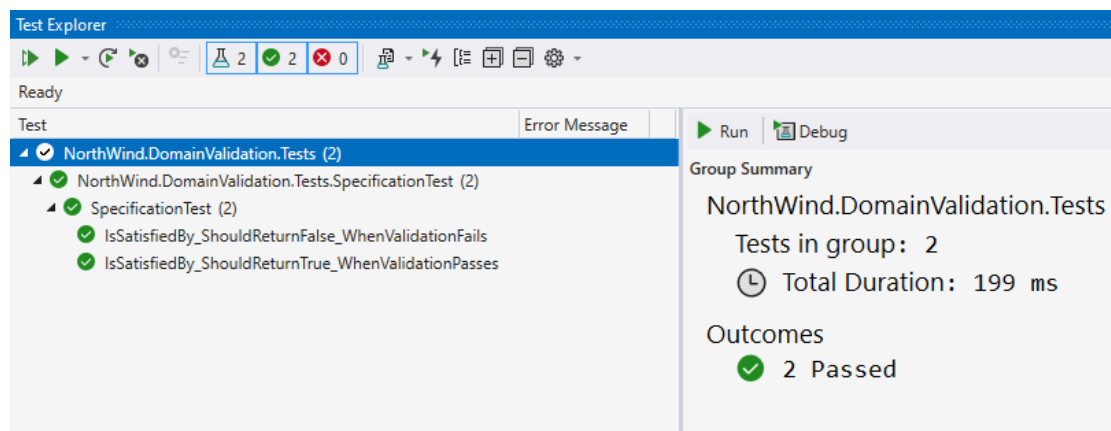 Test Explorer
2 2 0
Ready
Test Error Message
NorthWind.DomainValidation.Tests (2)
NorthWind.DomainValidation.Tests.SpecificationTest (2)
SpecificationTest (2)
IsSatisfiedBy_ShouldReturnFalse_WhenValidationFails
IsSatisfiedBy_ShouldReturnTrue_WhenValidationPasses
Run Debug
Group Summary
NorthWind.DomainValidation.Tests
Tests in group: 2
Total Duration: 199 ms
Outcomes
2 Passed